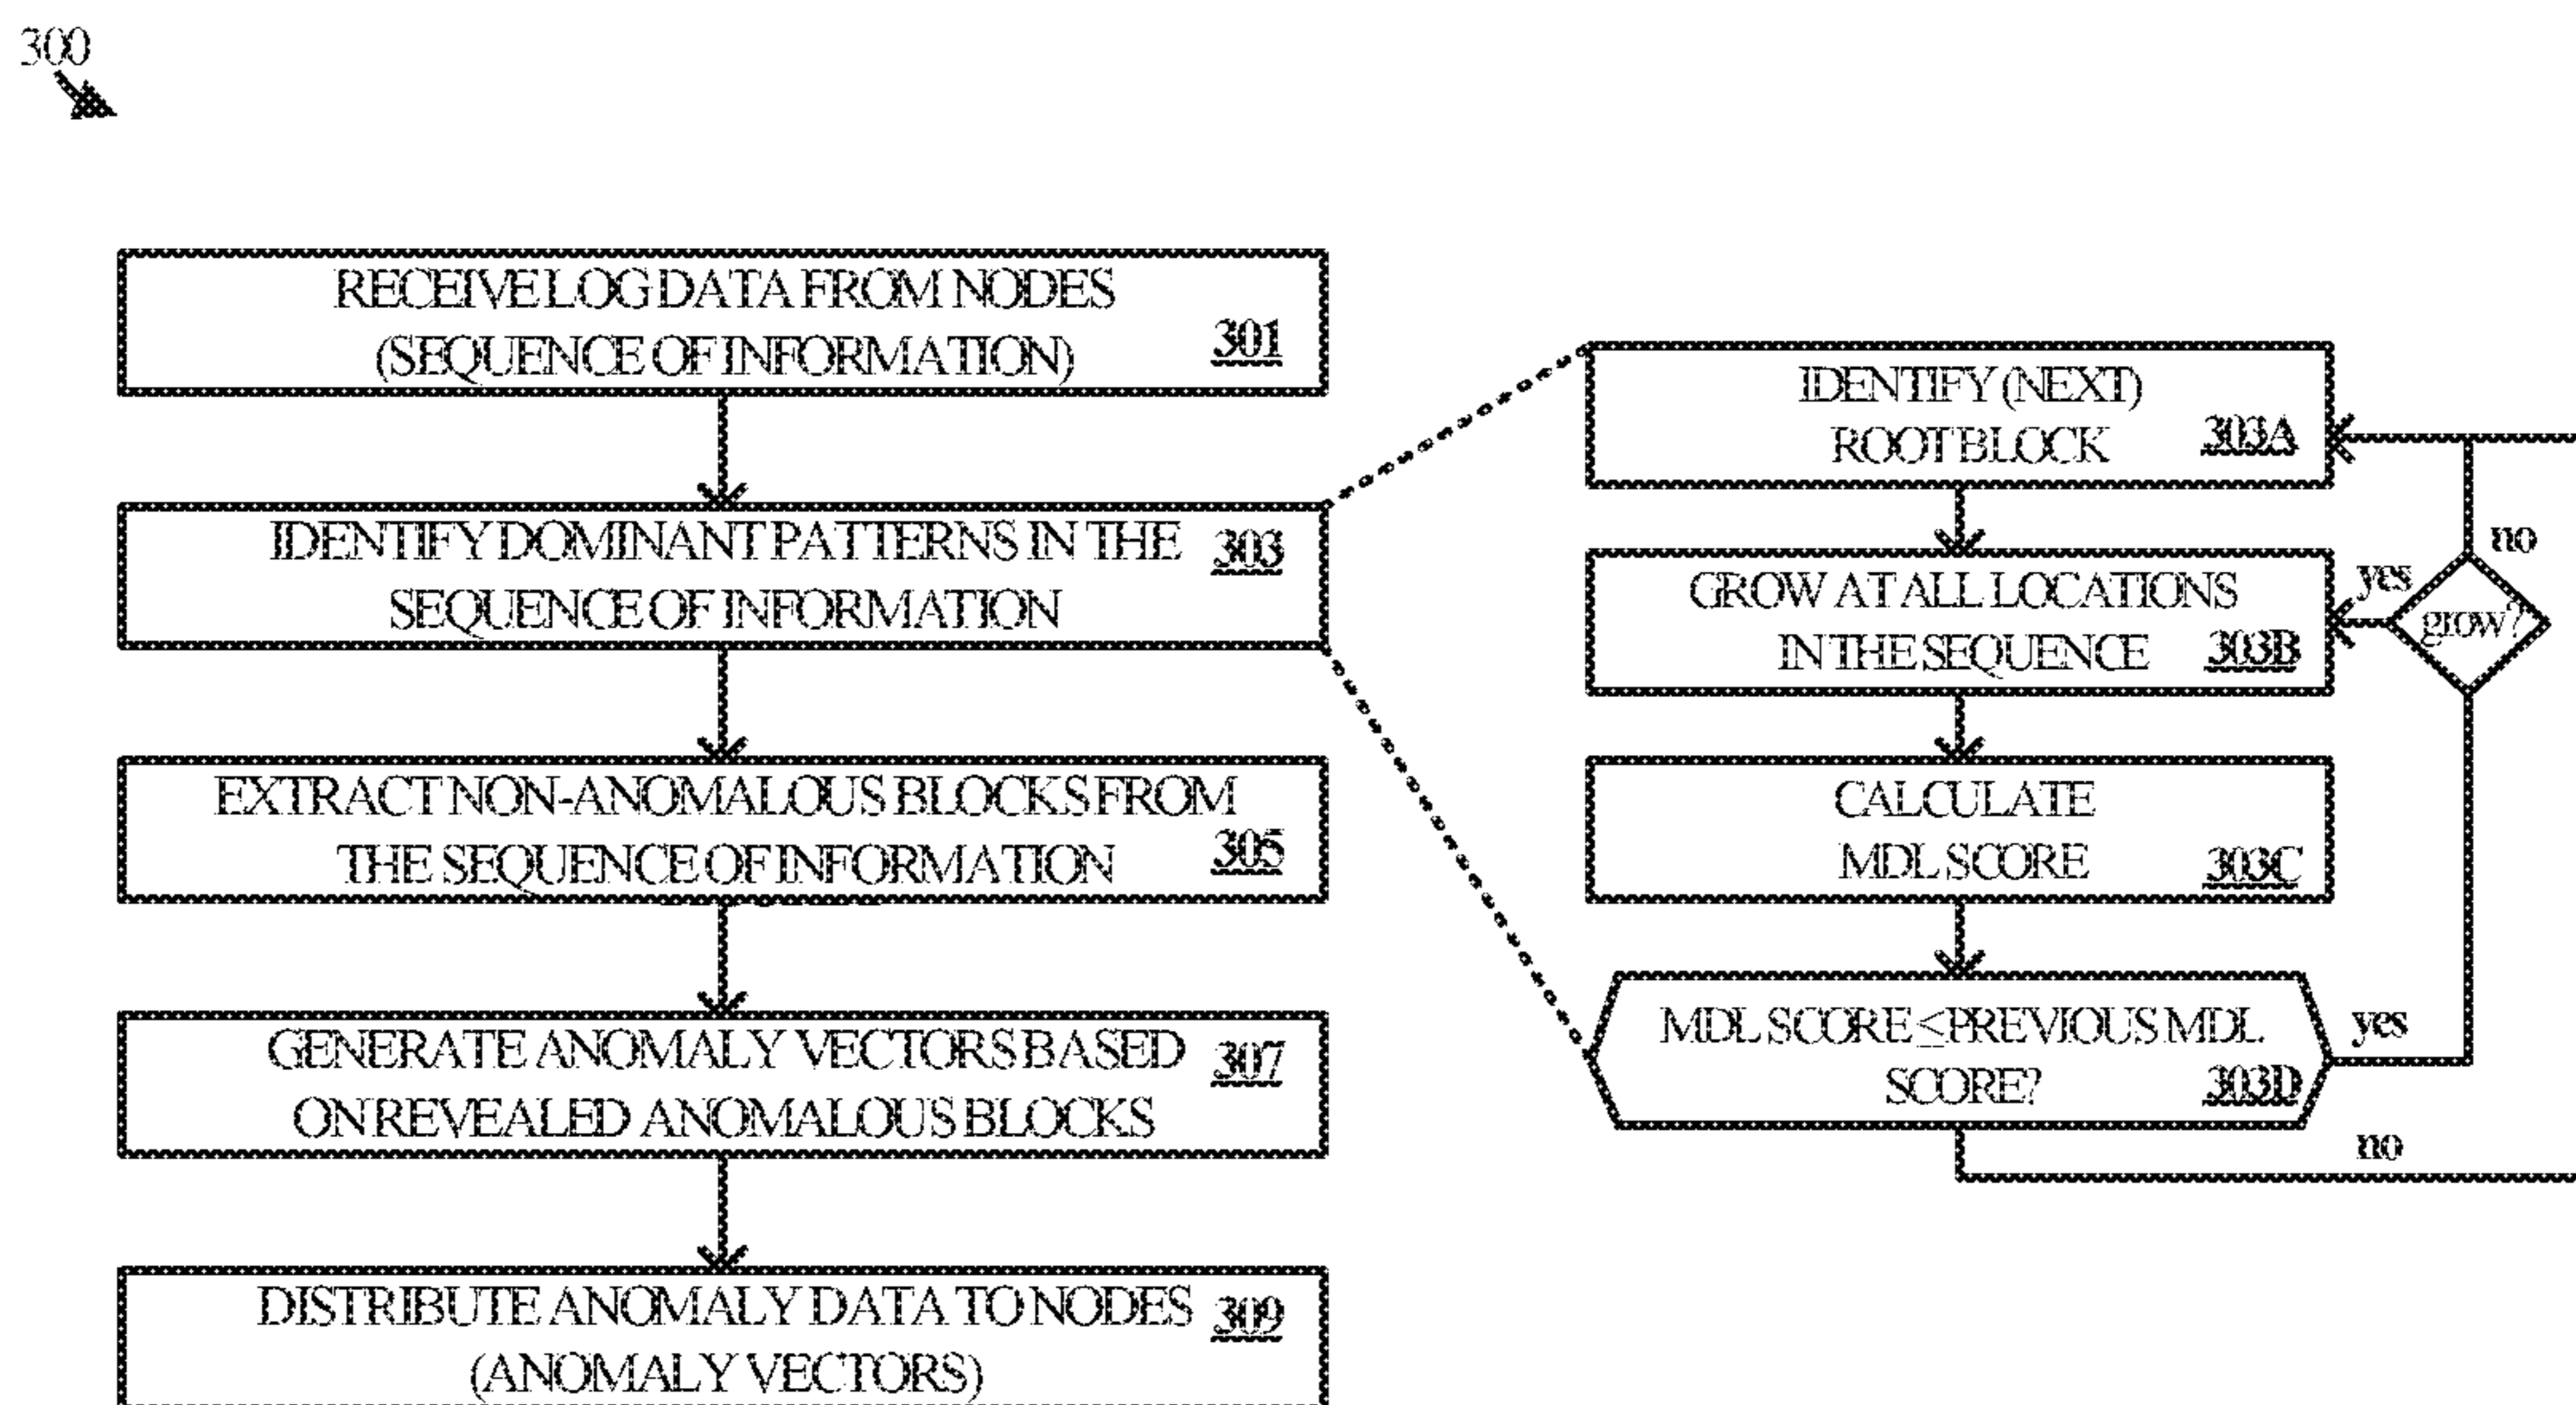 300
RECEIVE LOG DATA FROM NODES
(SEQUENCE OF INFORMATION) 301
IDENTIFY DOMINANT PATTERNS IN THE 303
SEQUENCE OF INFORMATION
EXTRACT NON-ANOMALOUS BLOCKS FROM
THE SEQUENCE OF INFORMATION 305
GENERATE ANOMALY VECTORS BASED 307
ON REVEALED ANOMALOUS BLOCKS
DISTRIBUTE ANOMALY DATA TO NODES 309
(ANOMALY VECTORS)
IDENTIFY (NEXT)
ROOT BLOCK 303A
GROW AT ALL LOCATIONS
IN THE SEQUENCE 303B
CALCULATE
MDL SCORE 303C
MDL SCORE ≤ PREVIOUS MDL
SCORE? 303D
no
yes
grow?
yes
no